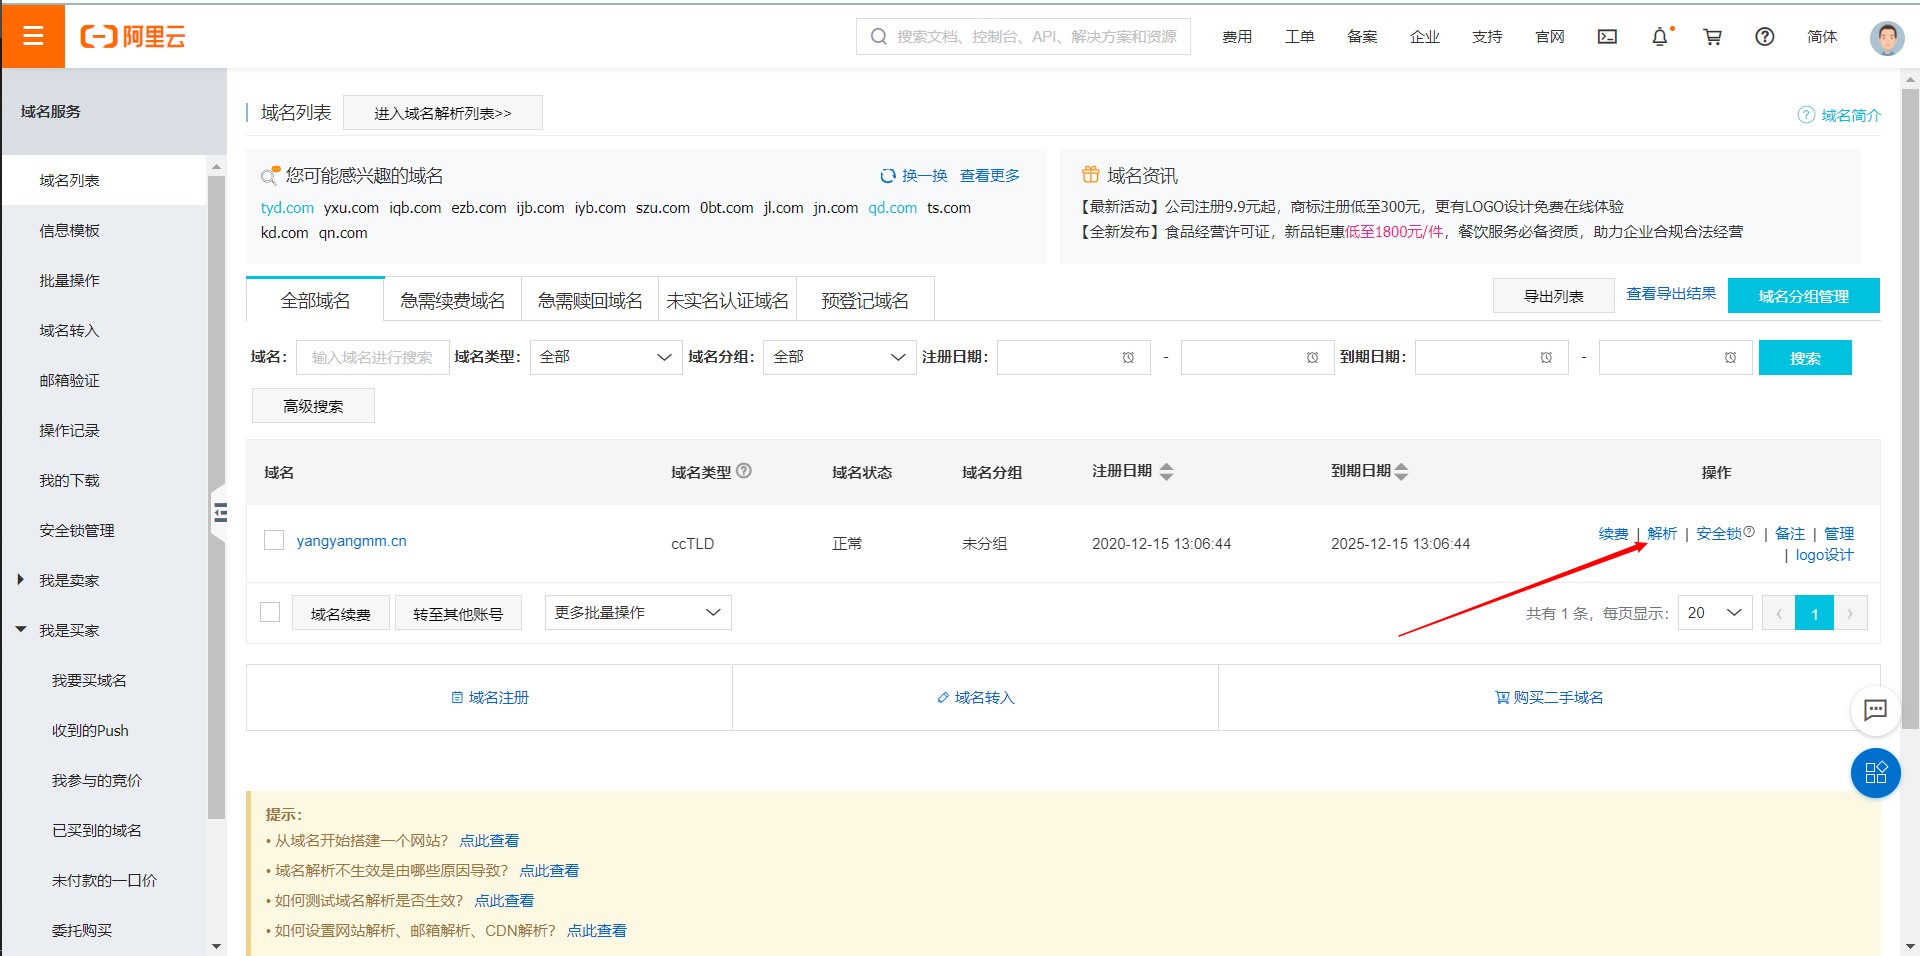 阿里云
搜索文档、控制台、API、解决方案和资源
费用 工单 备案 企业 支持 官网 简体
域名服务
域名列表
信息模板
批量操作
域名转入
邮箱验证
操作记录
我的下载
安全锁管理
我是卖家
我是买家
我要买域名
收到的Push
我参与的竞价
已买到的域名
未付款的一口价
委托购买
域名列表 进入域名解析列表>> 域名简介
您可能感兴趣的域名 换一换 查看更多
tyd.com yxu.com iqb.com ezb.com ijb.com iyb.com szu.com 0bt.com jl.com jn.com qd.com ts.com
kd.com qn.com
域名资讯
【最新活动】公司注册9.9元起，商标注册低至300元，更有LOGO设计免费在线体验
【全新发布】食品经营许可证，新品钜惠低至1800元/件，餐饮服务必备资质，助力企业合规合法经营
全部域名 急需续费域名 急需赎回域名 未实名认证域名 预登记域名 导出列表 查看导出结果 域名分组管理
域名： 输入域名进行搜索 域名类型： 全部 域名分组： 全部 注册日期： - 到期日期： - 搜索
高级搜索
域名 域名类型 域名状态 域名分组 注册日期 到期日期 操作
yangyangmm.cn ccTLD 正常 未分组 2020-12-15 13:06:44 2025-12-15 13:06:44 续费 | 解析 | 安全锁 | 备注 | 管理
| logo设计
域名续费 转至其他账号 更多批量操作 共有 1 条，每页显示： 20 < 1 >
域名注册 域名转入 购买二手域名
提示：
• 从域名开始搭建一个网站？ 点此查看
• 域名解析不生效是由哪些原因导致？ 点此查看
• 如何测试域名解析是否生效？ 点此查看
• 如何设置网站解析、邮箱解析、CDN解析？ 点此查看